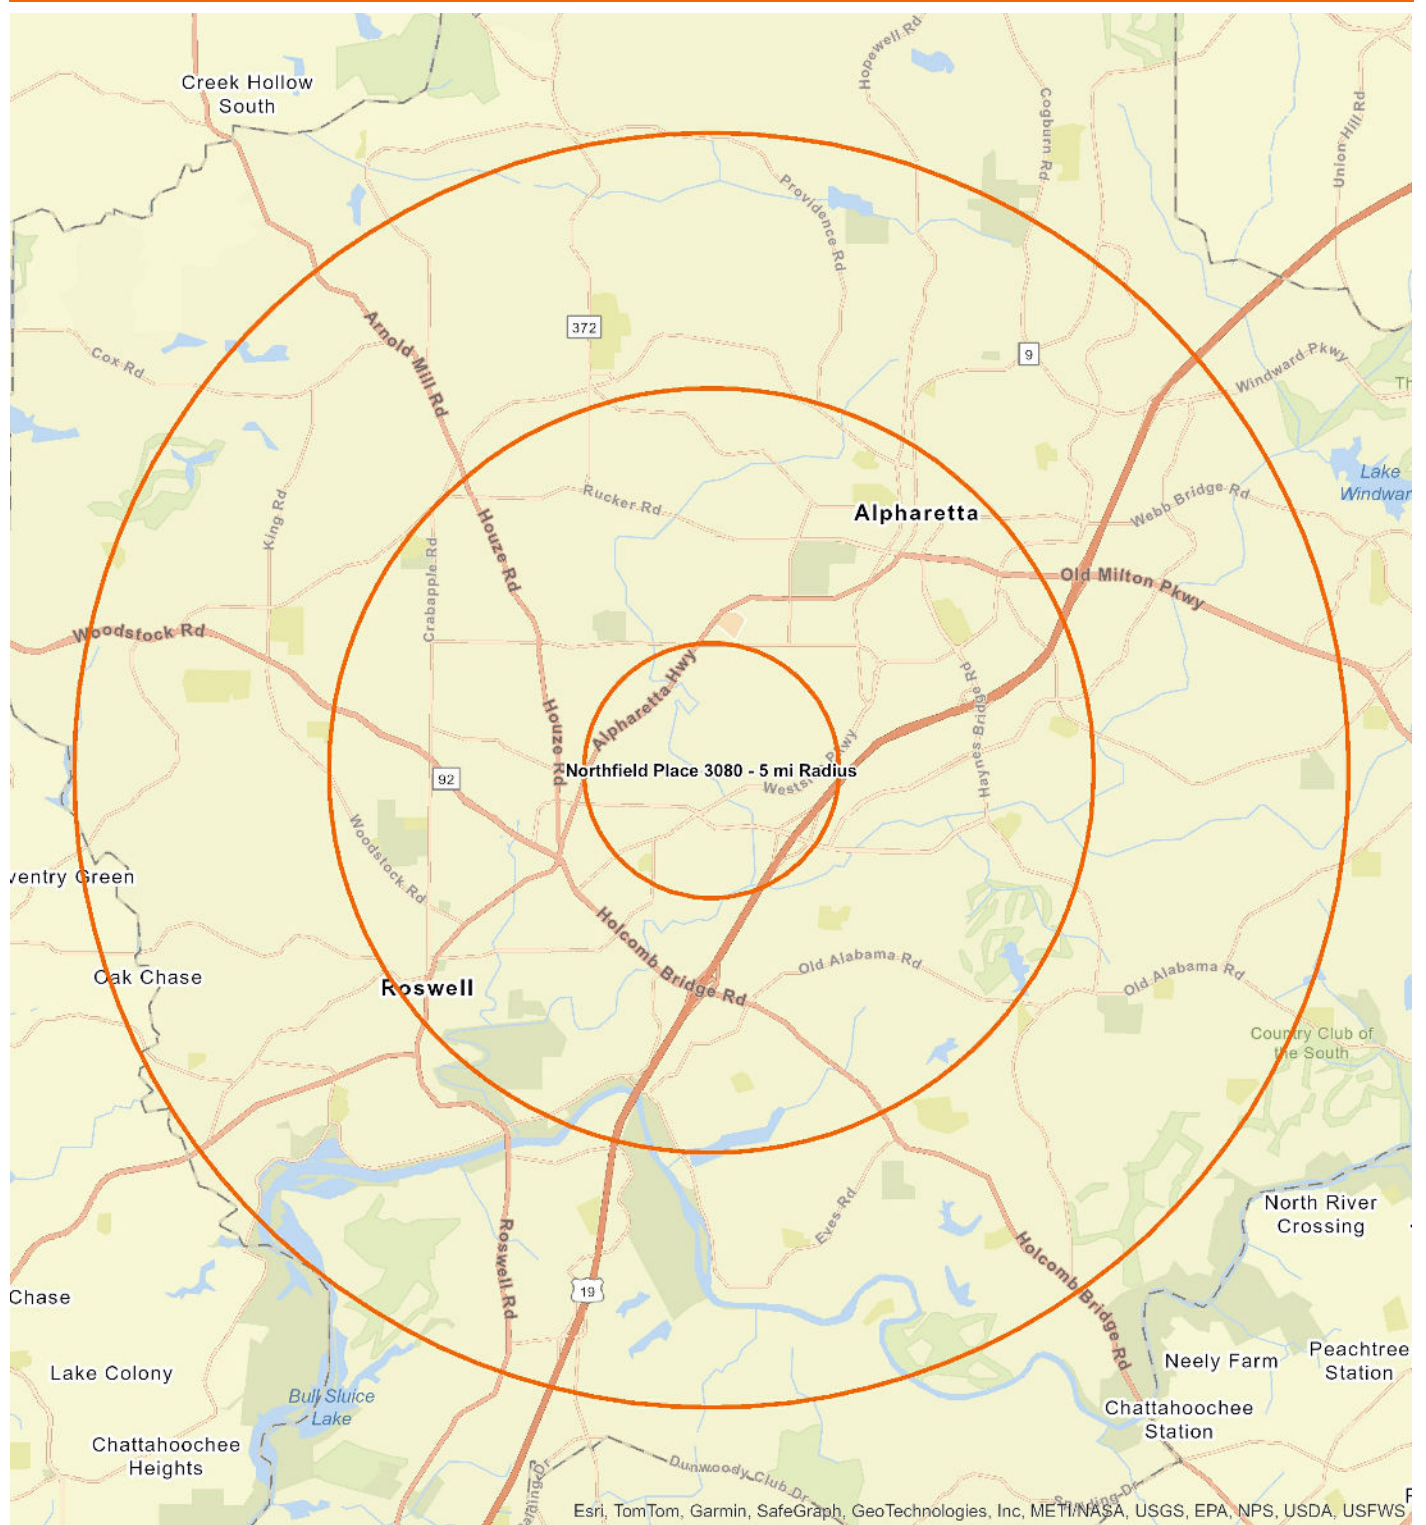 Creek Hollow
South
Hopewell Rd
Cogburn Rd
Union Hill Rd
Providence Rd
372
9
Arnold Mill Rd
Cox Rd
Windward Pkwy
Th
Lake
Windwar
King Rd
Rucker Rd
Alpharetta
Webb Bridge Rd
Houze Rd
Crabapple Rd
Old Milton Pkwy
Woodstock Rd
Alpharetta Hwy
Houze Rd
Haynes Bridge Rd
92
Northfield Place 3080 - 5 mi Radius
Woodstock Rd
ventry Green
Holcomb Bridge Rd
Old Alabama Rd
Old Alabama Rd
Oak Chase
Roswell
Country Club of
the South
Eves Rd
North River
Crossing
Roswell Rd
Holcomb Bridge Rd
19
Chase
Lake Colony
Neely Farm
Peachtree
Station
Bull Sluice
Lake
Chattahoochee
Station
Chattahoochee
Heights
Dunwoody Club Dr
Esri, TomTom, Garmin, SafeGraph, GeoTechnologies, Inc, METI/NASA, USGS, EPA, NPS, USDA, USFWS